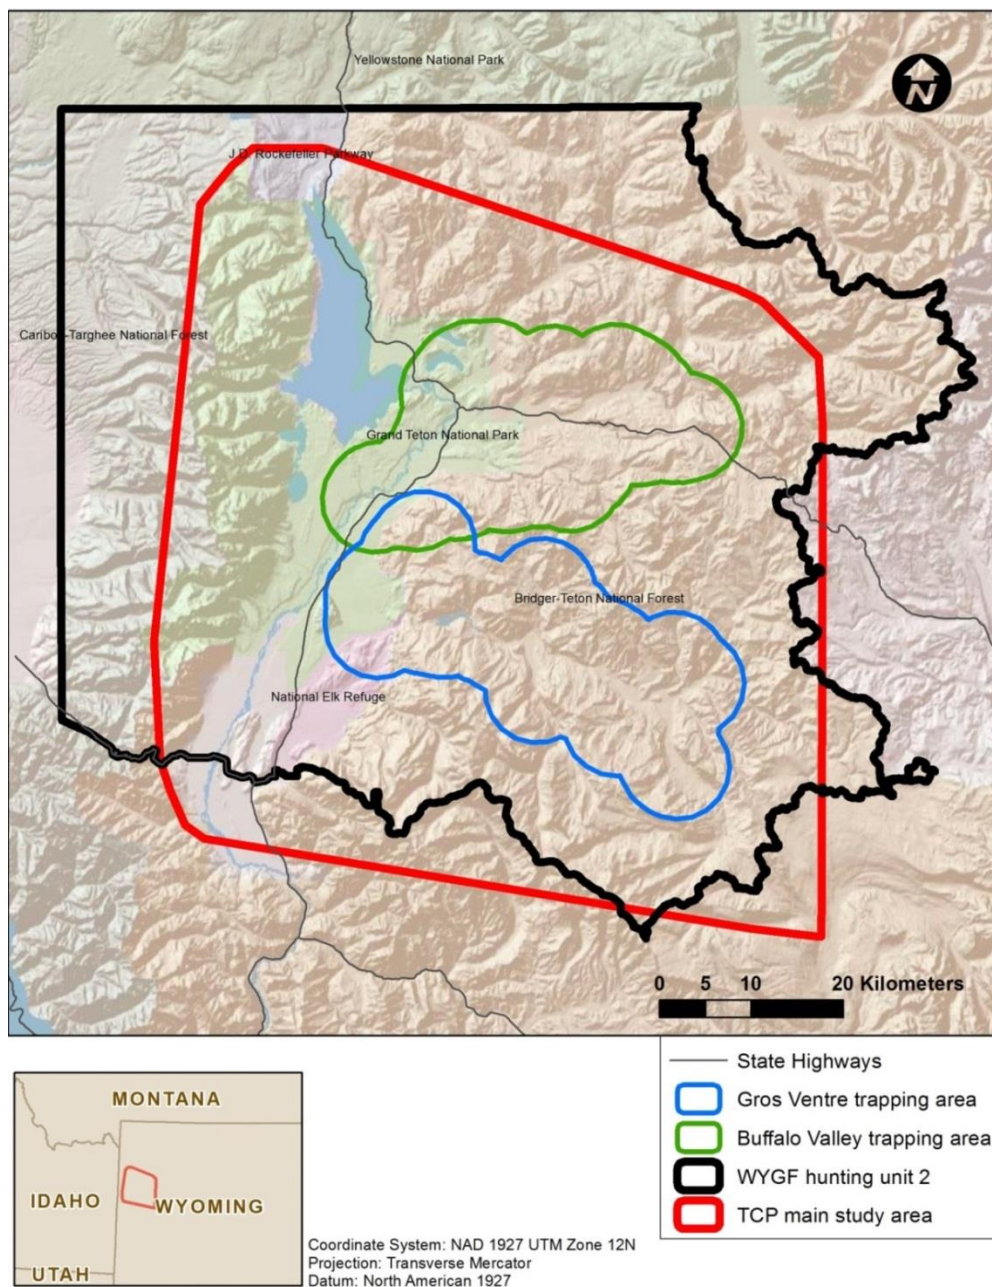 Yellowstone National Park
N
J.D. Rockefeller Parkway
Caribou-Targhee National Forest
Grand Teton National Park
Bridger-Teton National Forest
National Elk Refuge
0 5 10 20 Kilometers
State Highways
Gros Ventre trapping area
Buffalo Valley trapping area
WYGF hunting unit 2
TCP main study area
MONTANA
IDAHO
WYOMING
UTAH
Coordinate System: NAD 1927 UTM Zone 12N
Projection: Transverse Mercator
Datum: North American 1927